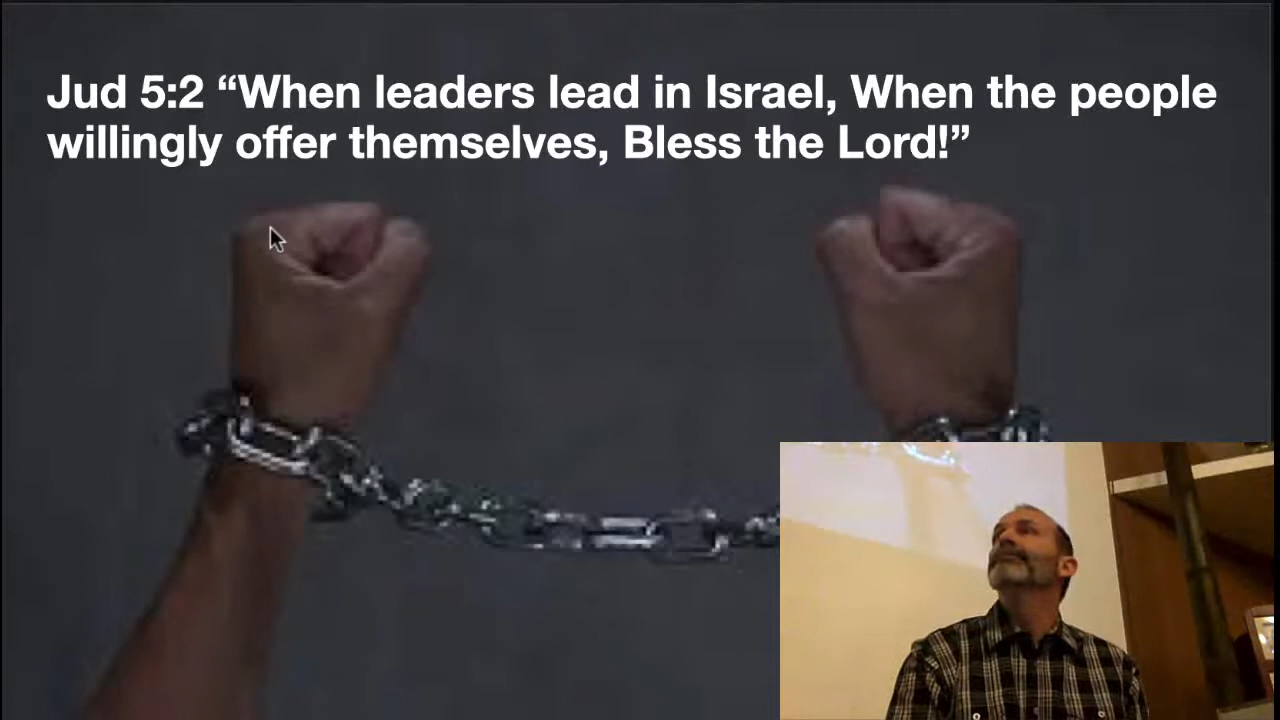 Jud 5:2 “When leaders lead in Israel, When the people
willingly offer themselves, Bless the Lord!”